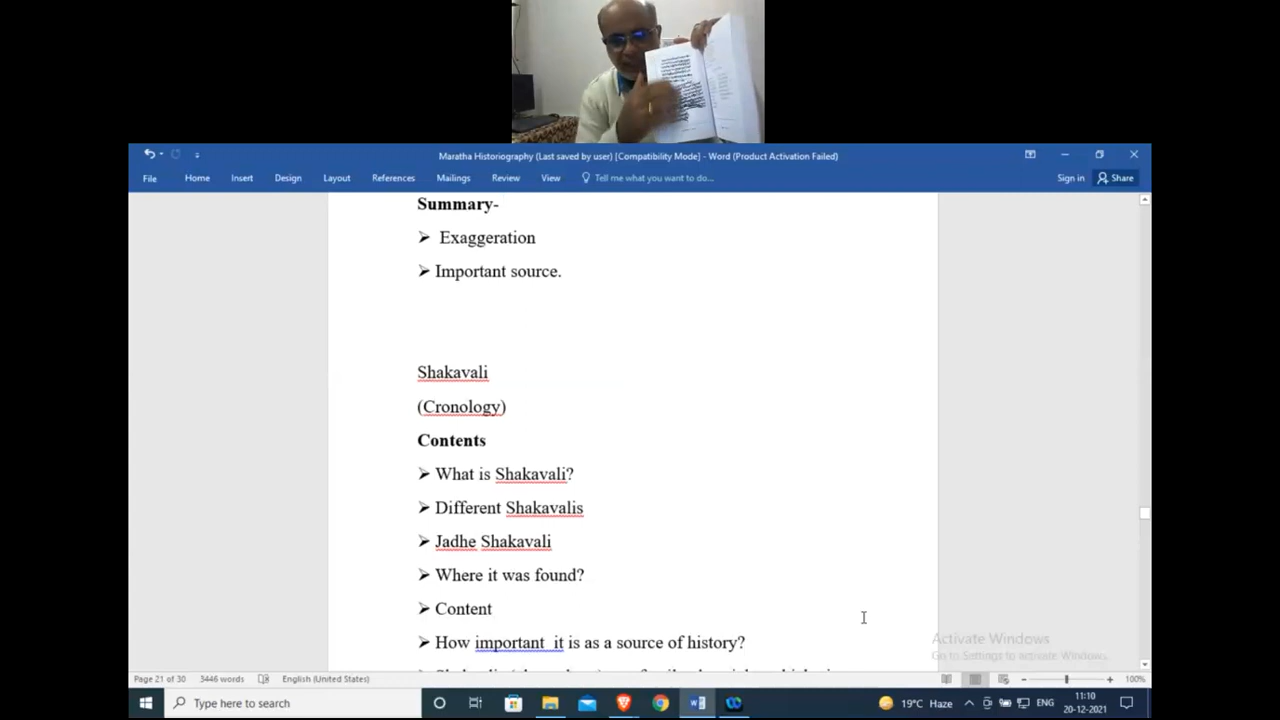 Maratha Historiography (Last saved by user) [Compatibility Mode] - Word (Product Activation Failed)
File Home Insert Design Layout References Mailings Review View Tell me what you want to do... Sign in Share
Summary-
➢ Exaggeration
➢ Important source.
Shakavali
(Cronology)
Contents
➢ What is Shakavali?
➢ Different Shakavalis
➢ Jadhe Shakavali
➢ Where it was found?
➢ Content
➢ How important it is as a source of history?
Activate Windows
Go to Settings to activate Windows.
Page 21 of 30 3446 words English (United States) 100%
Type here to search 19°C Haze ENG 11:10
20-12-2021